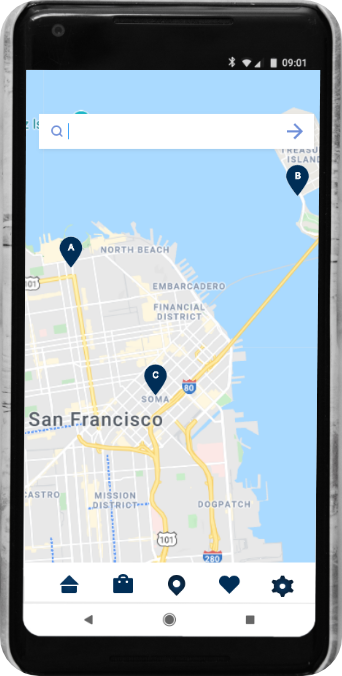 09:01
TREASU
ISLAND
B
A
NORTH BEACH
101
EMBARCADERO
FINANCIAL
DISTRICT
C
80
SOMA
San Francisco
CASTRO
MISSION
DISTRICT
DOGPATCH
101
280